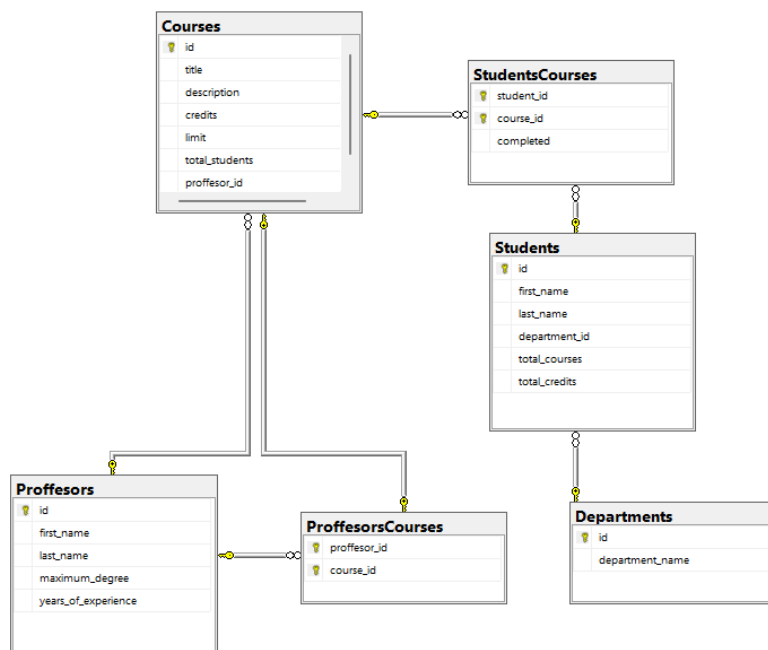 Courses
id
title
description
credits
limit
total_students
proffesor_id
StudentsCourses
student_id
course_id
completed
Students
id
first_name
last_name
department_id
total_courses
total_credits
Proffesors
id
first_name
last_name
maximum_degree
years_of_experience
ProffesorsCourses
proffesor_id
course_id
Departments
id
department_name